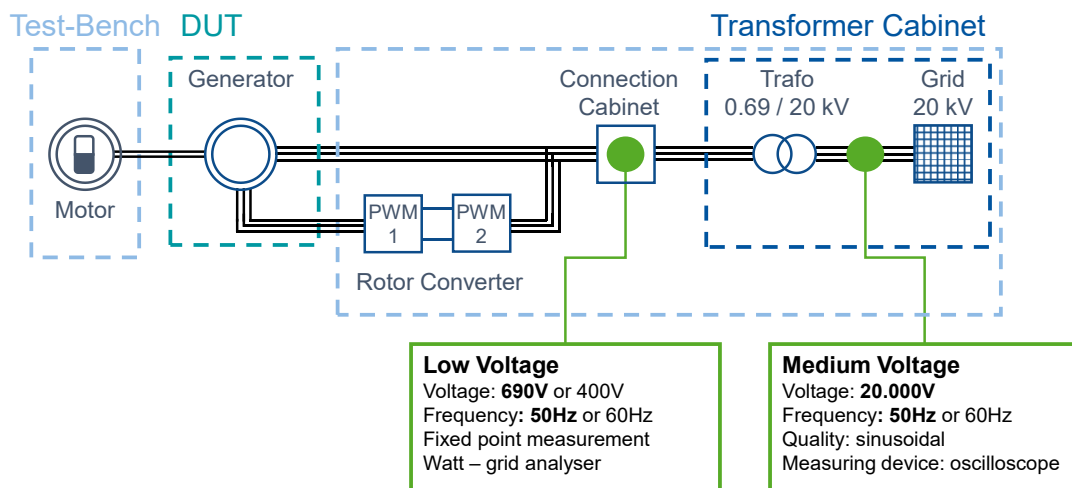 Test-Bench
DUT
Transformer Cabinet
Generator
Connection
Cabinet
Trafo
0.69 / 20 kV
Grid
20 kV
Motor
PWM
1
PWM
2
Rotor Converter
Low Voltage
Voltage: 690V or 400V
Frequency: 50Hz or 60Hz
Fixed point measurement
Watt – grid analyser
Medium Voltage
Voltage: 20.000V
Frequency: 50Hz or 60Hz
Quality: sinusoidal
Measuring device: oscilloscope